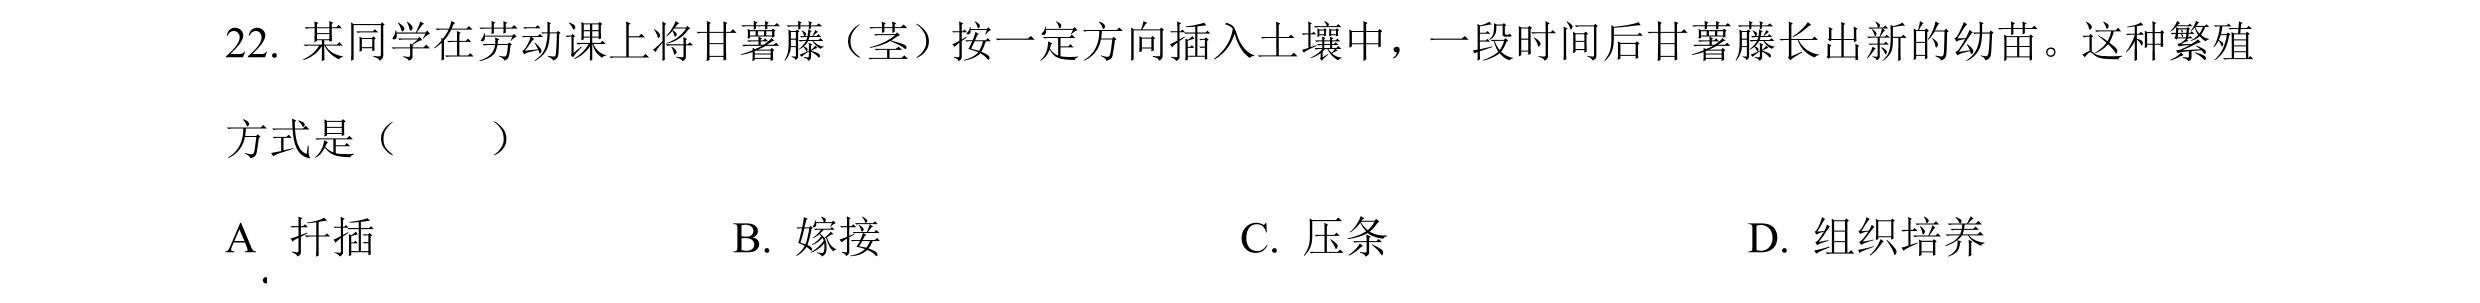 22. 某同学在劳动课上将甘薯藤（茎）按一定方向插入土壤中，一段时间后甘薯藤长出新的幼苗。这种繁殖
方式是（　　）
A 扦插　B. 嫁接　C. 压条　D. 组织培养
.